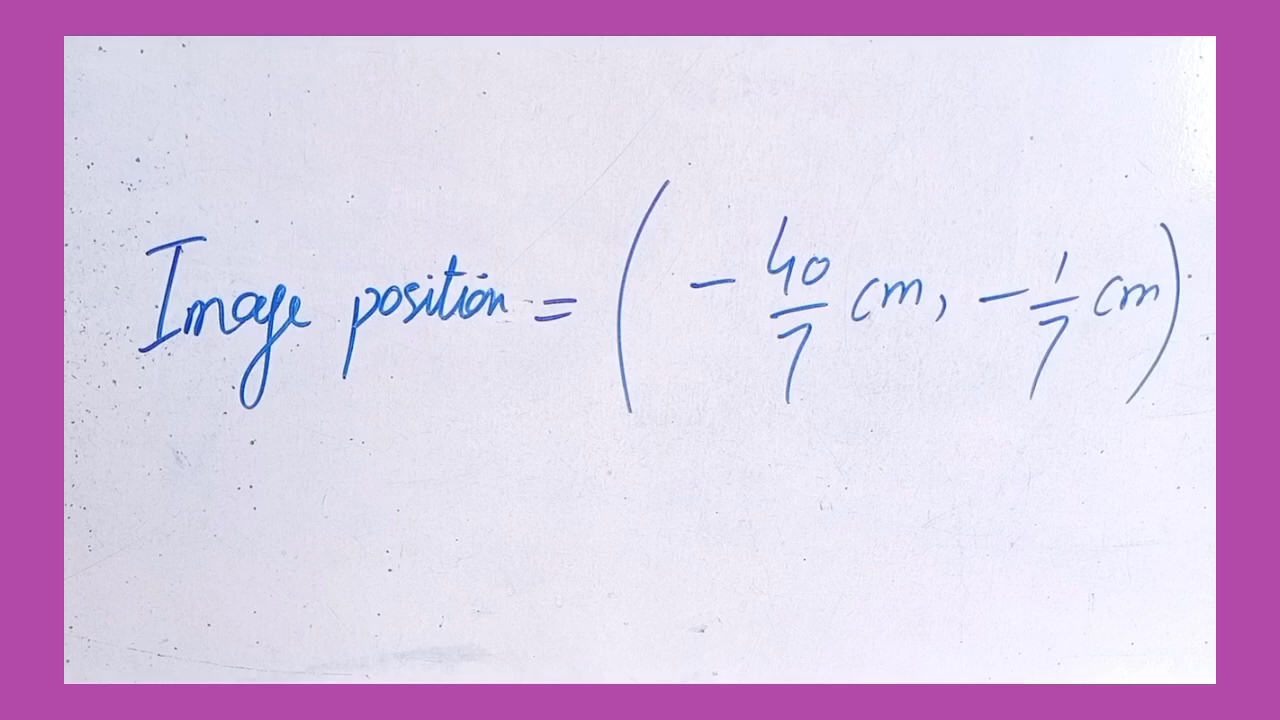 Image position = ( - 40/7 cm, - 1/7 cm)